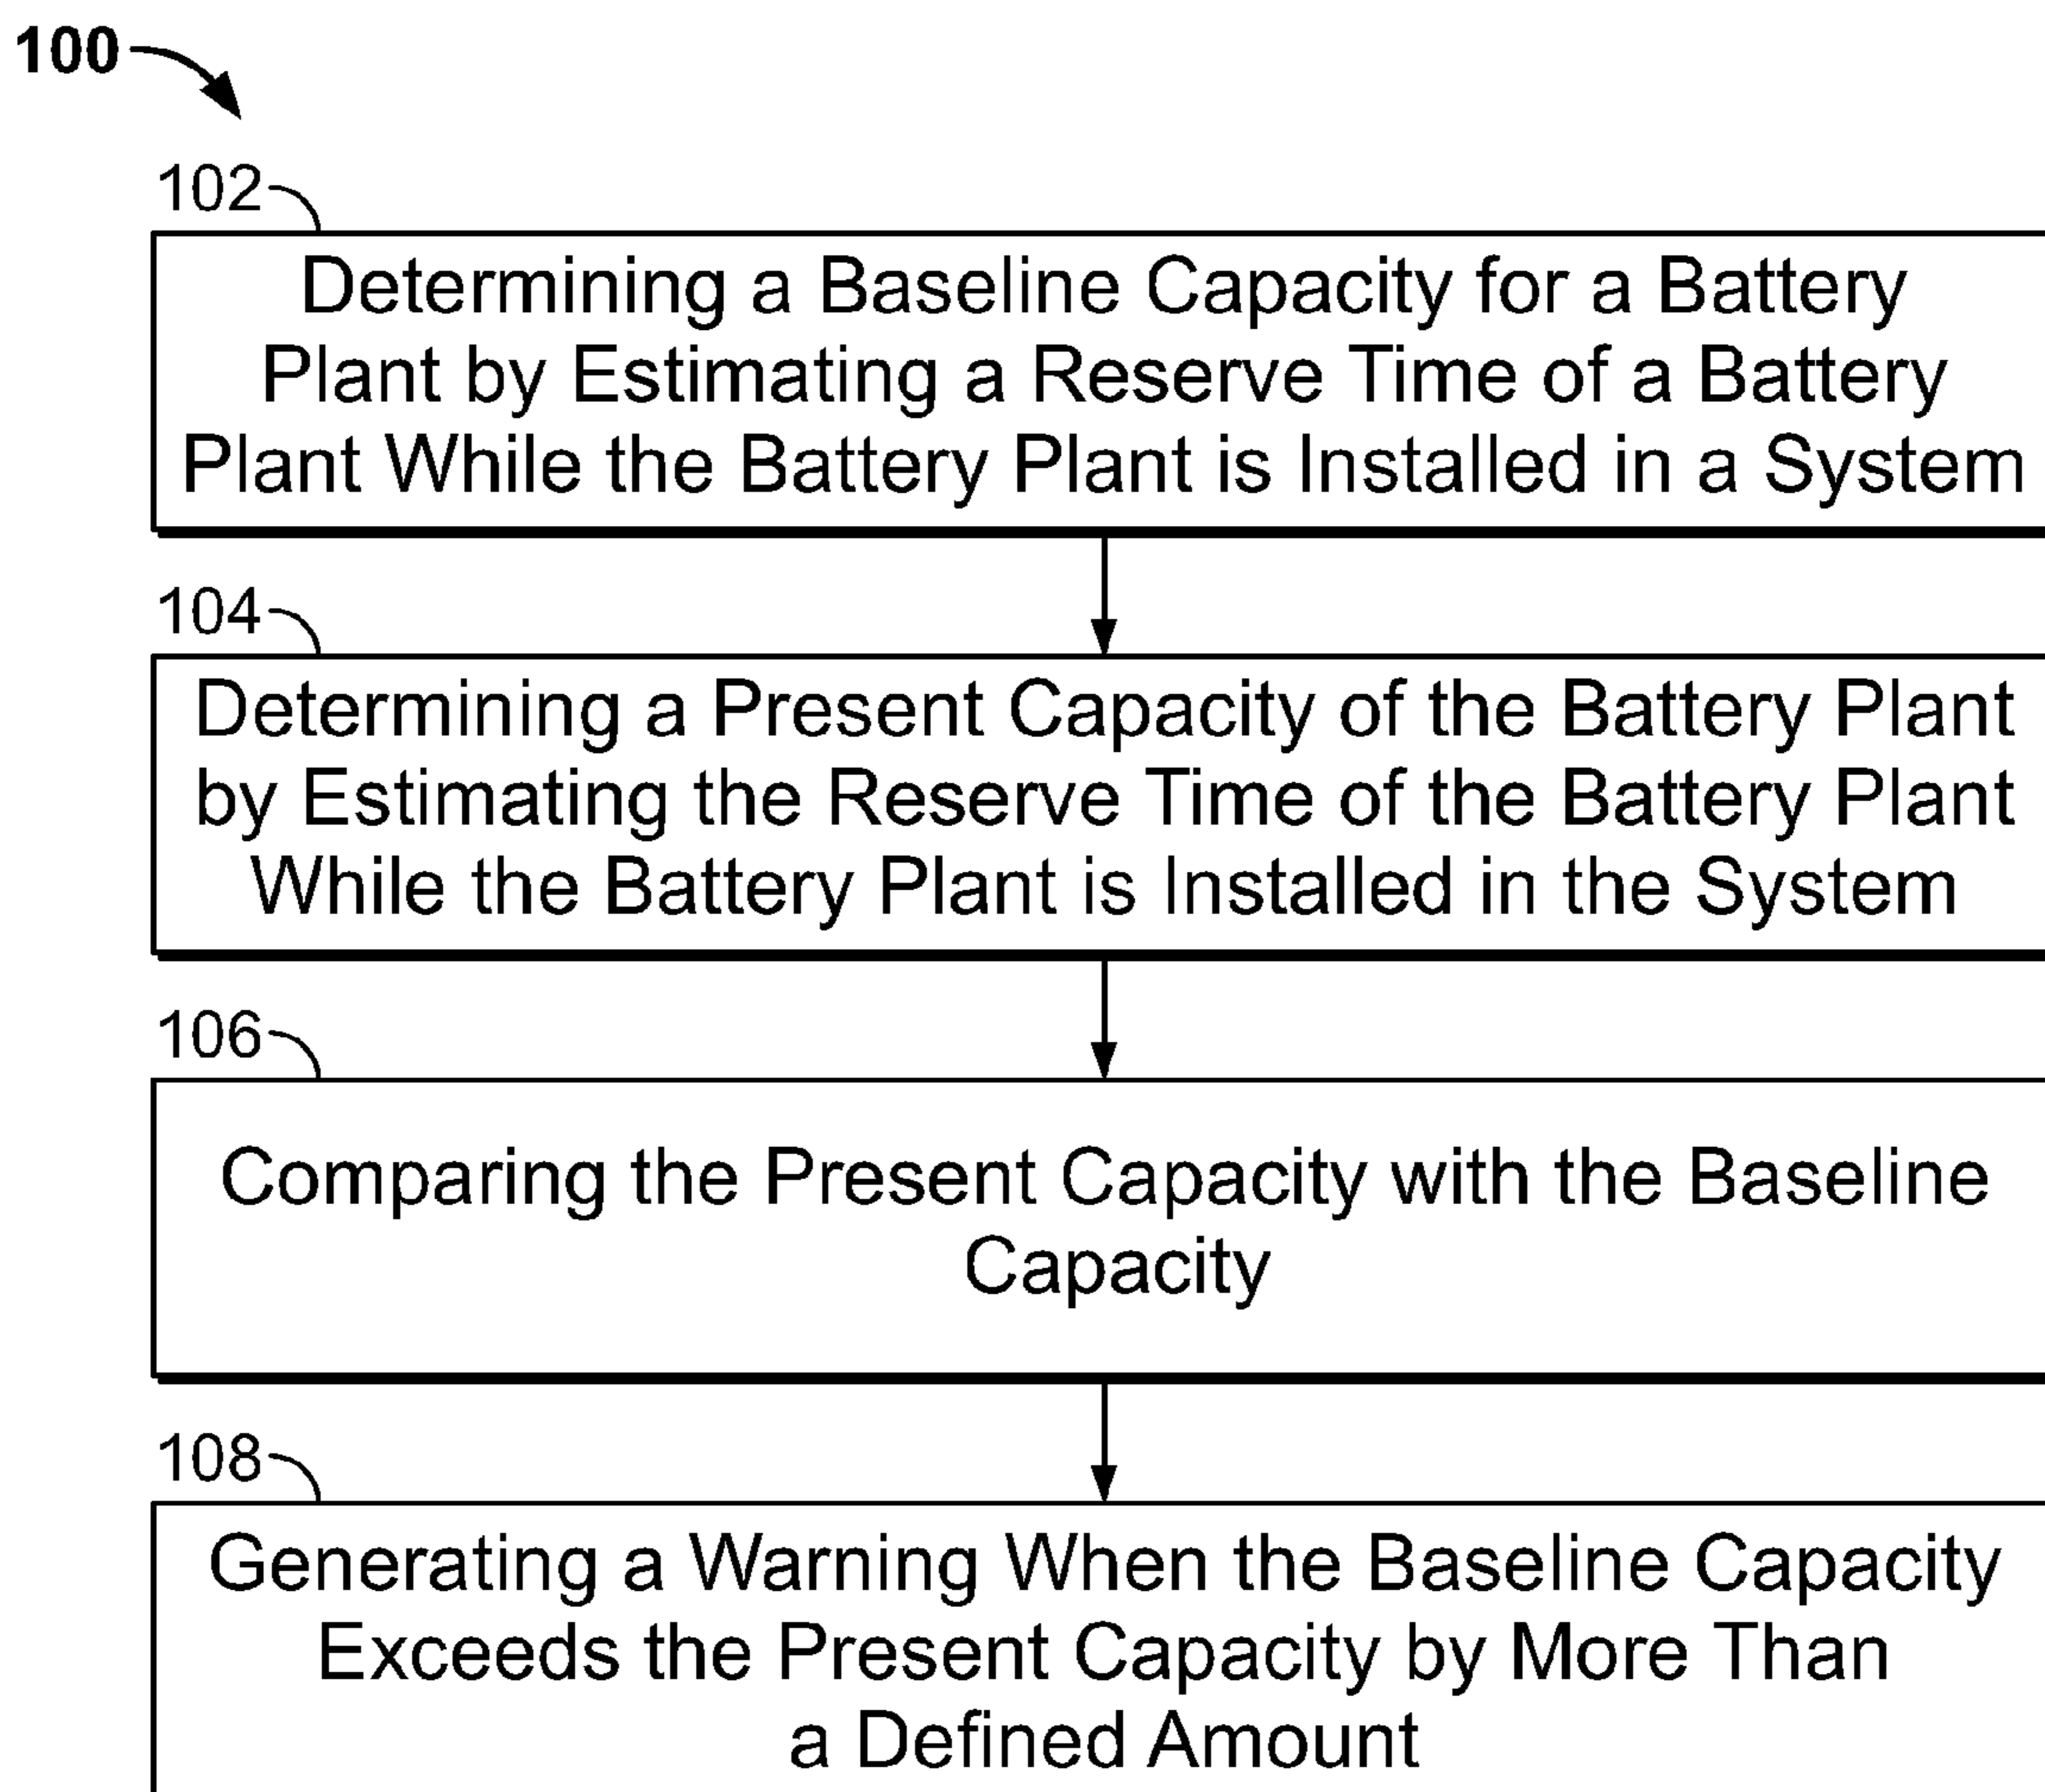 100
102
Determining a Baseline Capacity for a Battery
Plant by Estimating a Reserve Time of a Battery
Plant While the Battery Plant is Installed in a System
104
Determining a Present Capacity of the Battery Plant
by Estimating the Reserve Time of the Battery Plant
While the Battery Plant is Installed in the System
106
Comparing the Present Capacity with the Baseline
Capacity
108
Generating a Warning When the Baseline Capacity
Exceeds the Present Capacity by More Than
a Defined Amount